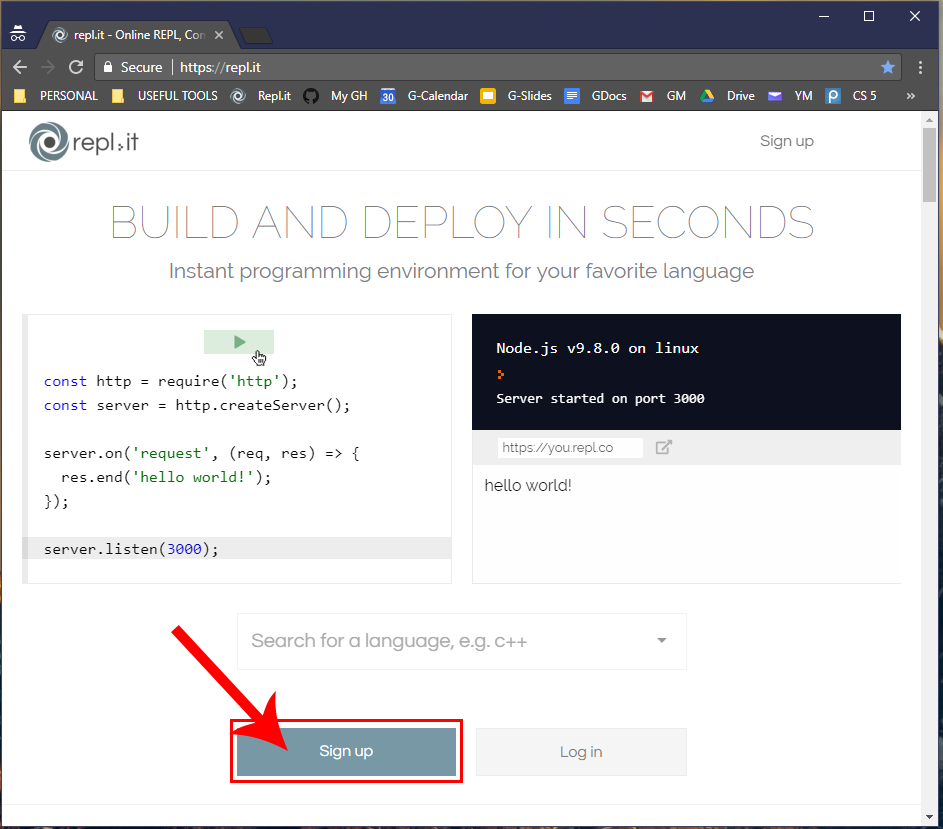 repl.it - Online REPL, Com
Secure https://repl.it
PERSONAL USEFUL TOOLS Repl.it My GH 30 G-Calendar G-Slides GDocs GM Drive YM CS 5 »
repl.it Sign up
BUILD AND DEPLOY IN SECONDS
Instant programming environment for your favorite language
const http = require('http');
const server = http.createServer();
server.on('request', (req, res) => {
res.end('hello world!');
});
server.listen(3000);
Node.js v9.8.0 on linux
>
Server started on port 3000
https://you.repl.co
hello world!
Search for a language, e.g. c++
Sign up Log in